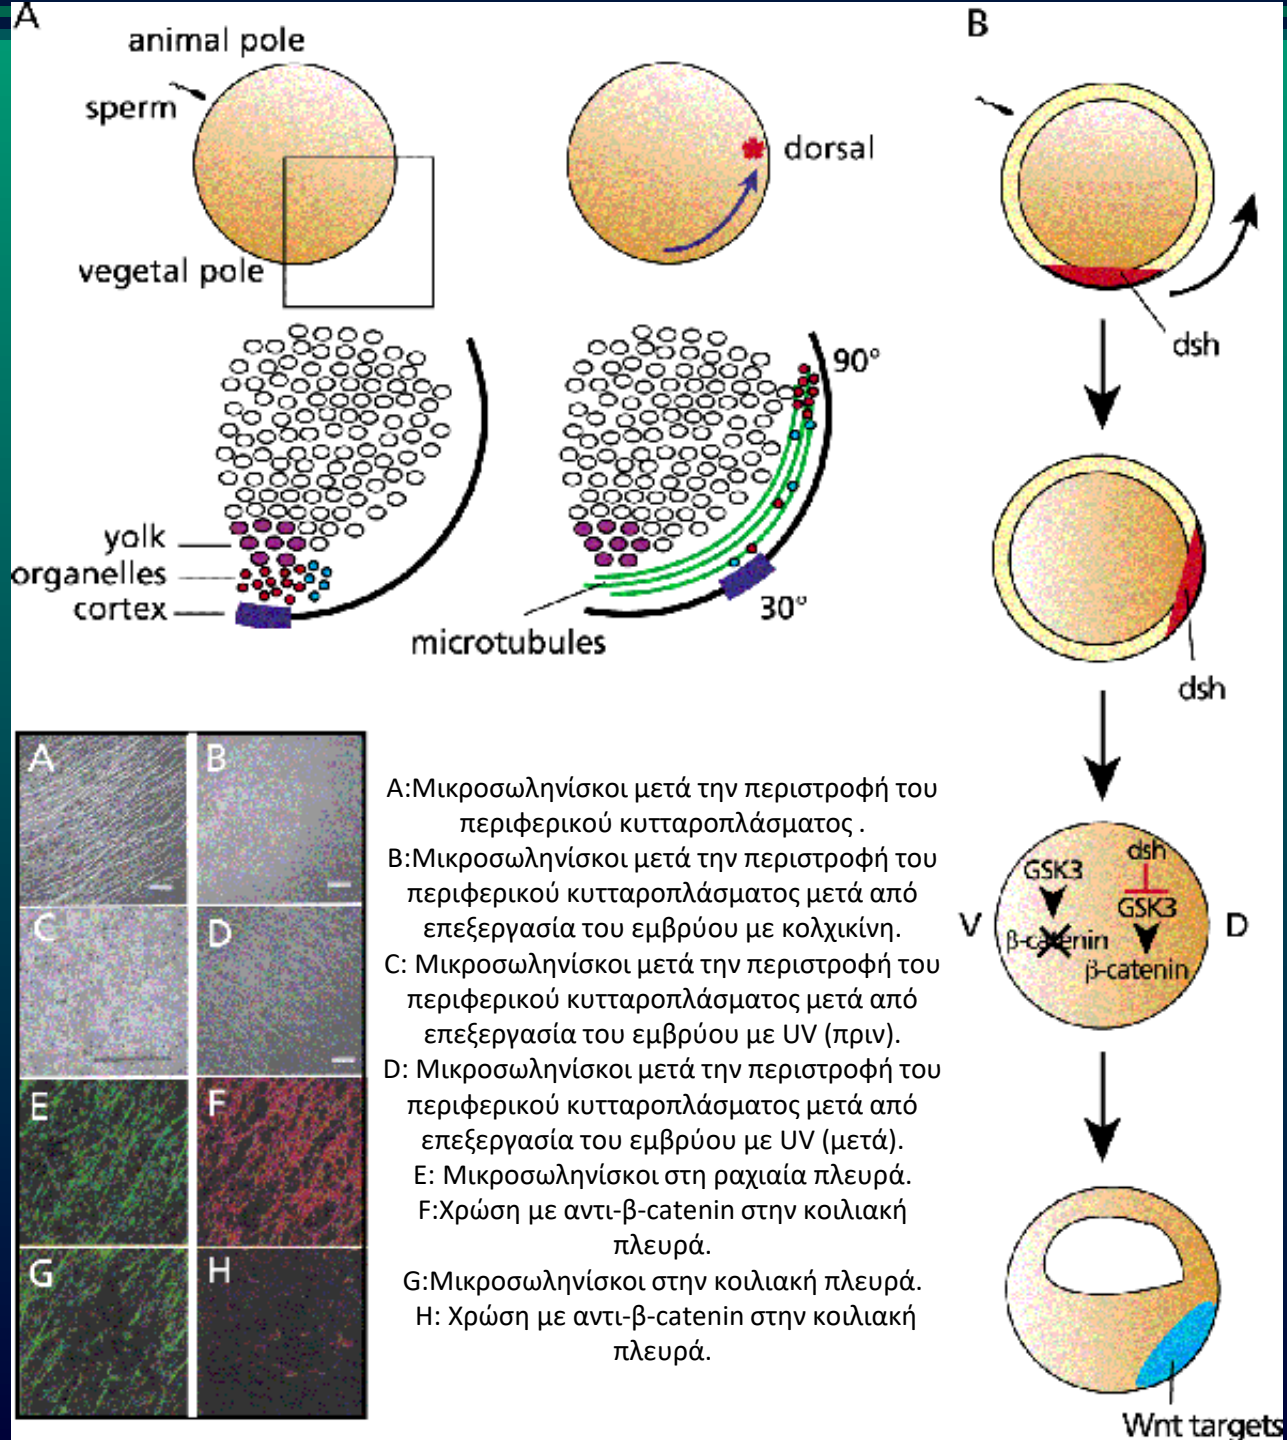 A
animal pole
sperm
vegetal pole
dorsal
yolk
organelles
cortex
90°
30°
microtubules
B
dsh
dsh
V
GSK3
β-catenin
dsh
GSK3
β-catenin
D
Wnt targets
A
B
C
D
E
F
G
H
A:Μικροσωληνίσκοι μετά την περιστροφή του
περιφερικού κυτταροπλάσματος .
B:Μικροσωληνίσκοι μετά την περιστροφή του
περιφερικού κυτταροπλάσματος μετά από
επεξεργασία του εμβρύου με κολχικίνη.
C: Μικροσωληνίσκοι μετά την περιστροφή του
περιφερικού κυτταροπλάσματος μετά από
επεξεργασία του εμβρύου με UV (πριν).
D: Μικροσωληνίσκοι μετά την περιστροφή του
περιφερικού κυτταροπλάσματος μετά από
επεξεργασία του εμβρύου με UV (μετά).
E: Μικροσωληνίσκοι στη ραχιαία πλευρά.
F:Χρώση με αντι-β-catenin στην κοιλιακή
πλευρά.
G:Μικροσωληνίσκοι στην κοιλιακή πλευρά.
H: Χρώση με αντι-β-catenin στην κοιλιακή
πλευρά.